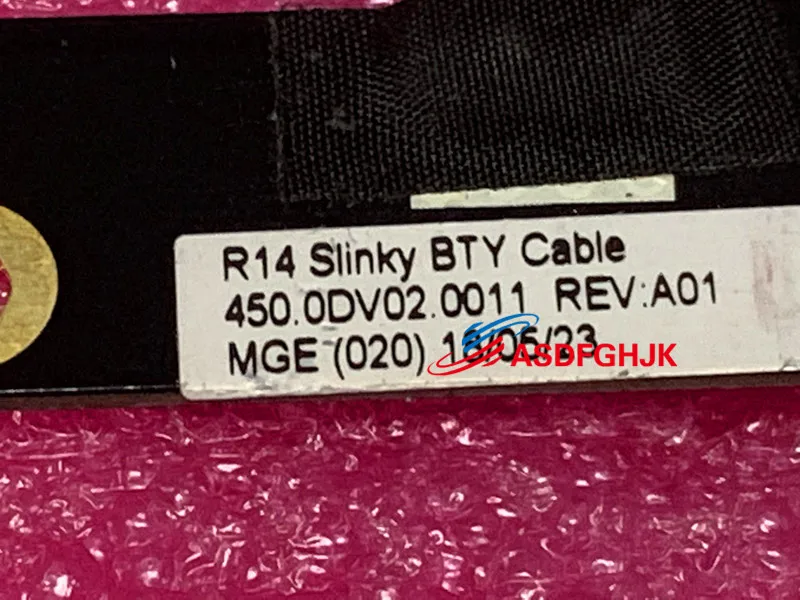 R14 Slinky BTY Cable
450.0DV02.0011 REV:A01
MGE (020)
ASDFGHJK